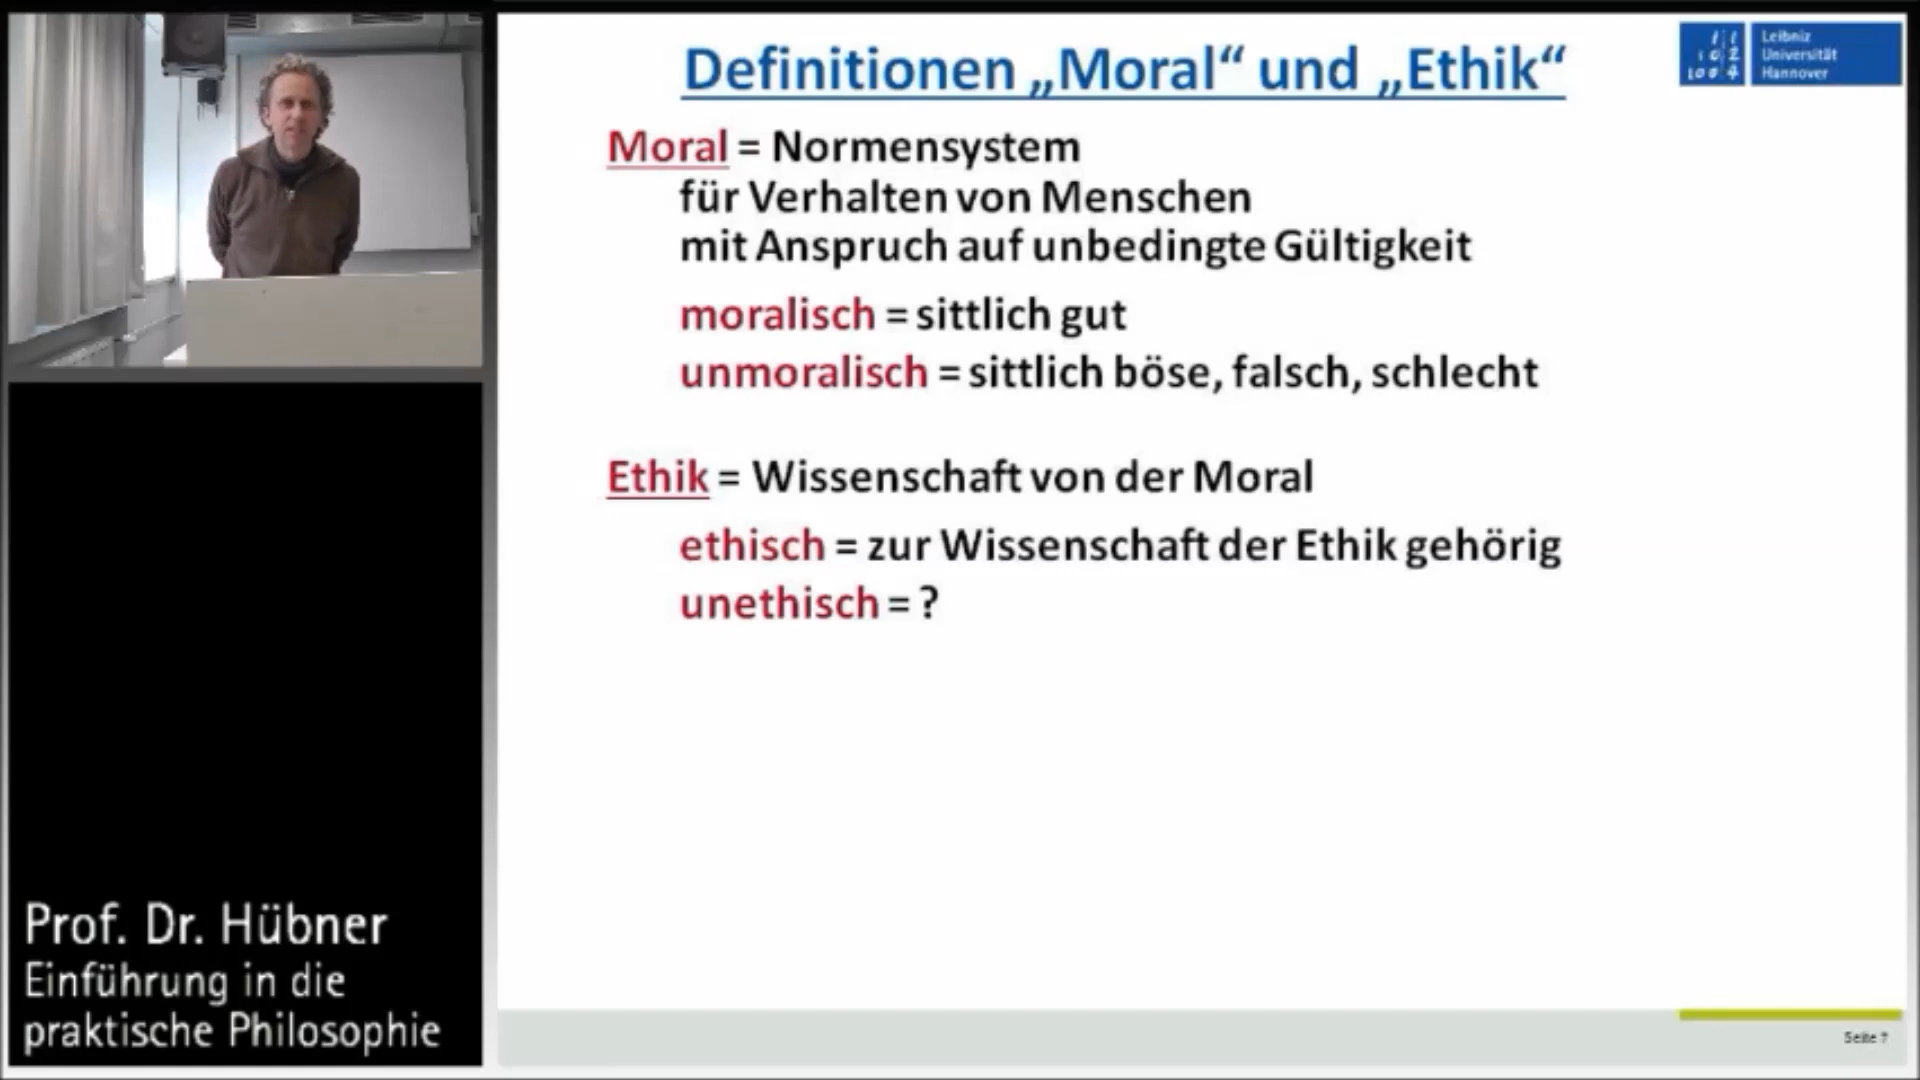 Definitionen „Moral“ und „Ethik“
Leibniz
Universität
Hannover
Moral = Normensystem
für Verhalten von Menschen
mit Anspruch auf unbedingte Gültigkeit
moralisch = sittlich gut
unmoralisch = sittlich böse, falsch, schlecht
Ethik = Wissenschaft von der Moral
ethisch = zur Wissenschaft der Ethik gehörig
unethisch = ?
Prof. Dr. Hübner
Einführung in die
praktische Philosophie
Seite 7